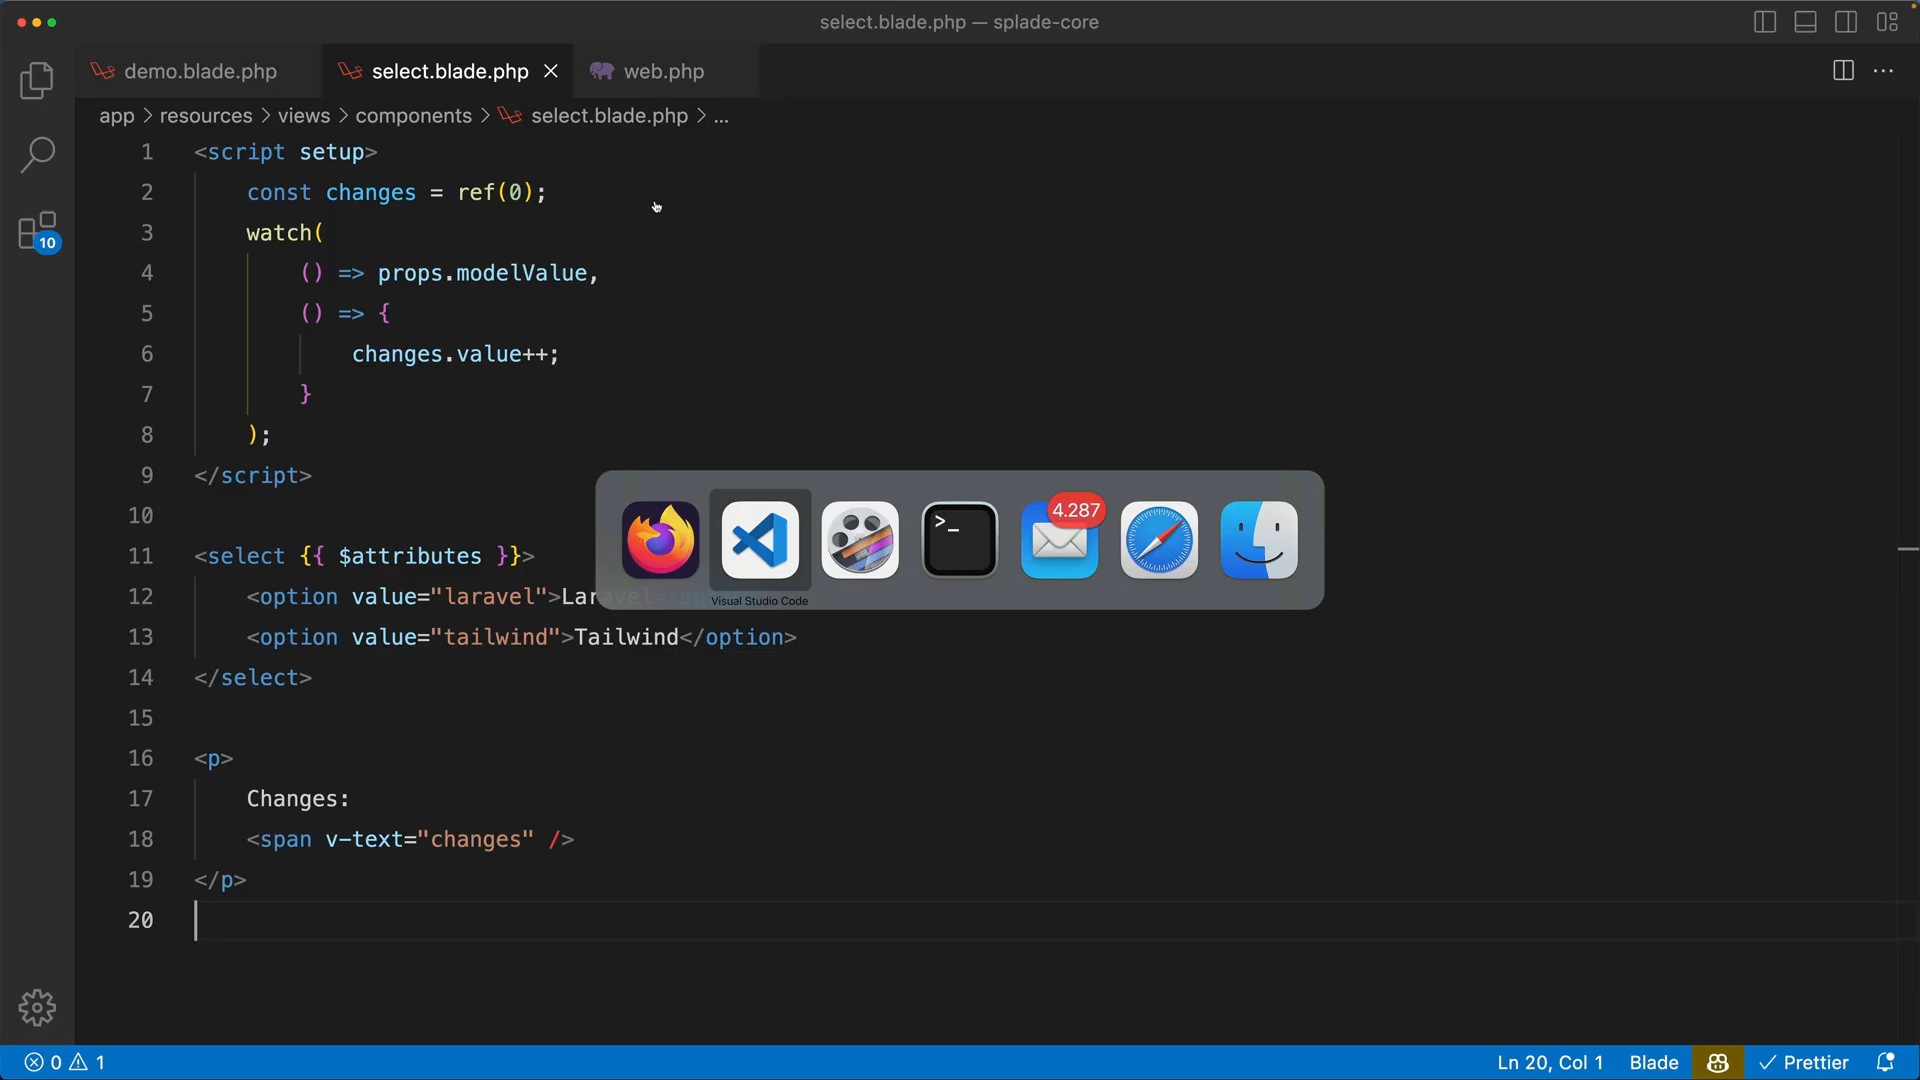 select.blade.php — splade-core
demo.blade.php
select.blade.php
web.php
app > resources > views > components > select.blade.php > ...
1 <script setup>
2 const changes = ref(0);
3 watch(
4 () => props.modelValue,
5 () => {
6 changes.value++;
7 }
8 );
9 </script>
10
11 <select {{ $attributes }}>
12 <option value="laravel">Laravel</op
13 <option value="tailwind">Tailwind</option>
14 </select>
15
16 <p>
17 Changes:
18 <span v-text="changes" />
19 </p>
20
10
>_
4.287
Visual Studio Code
0 1
Ln 20, Col 1
Blade
Prettier